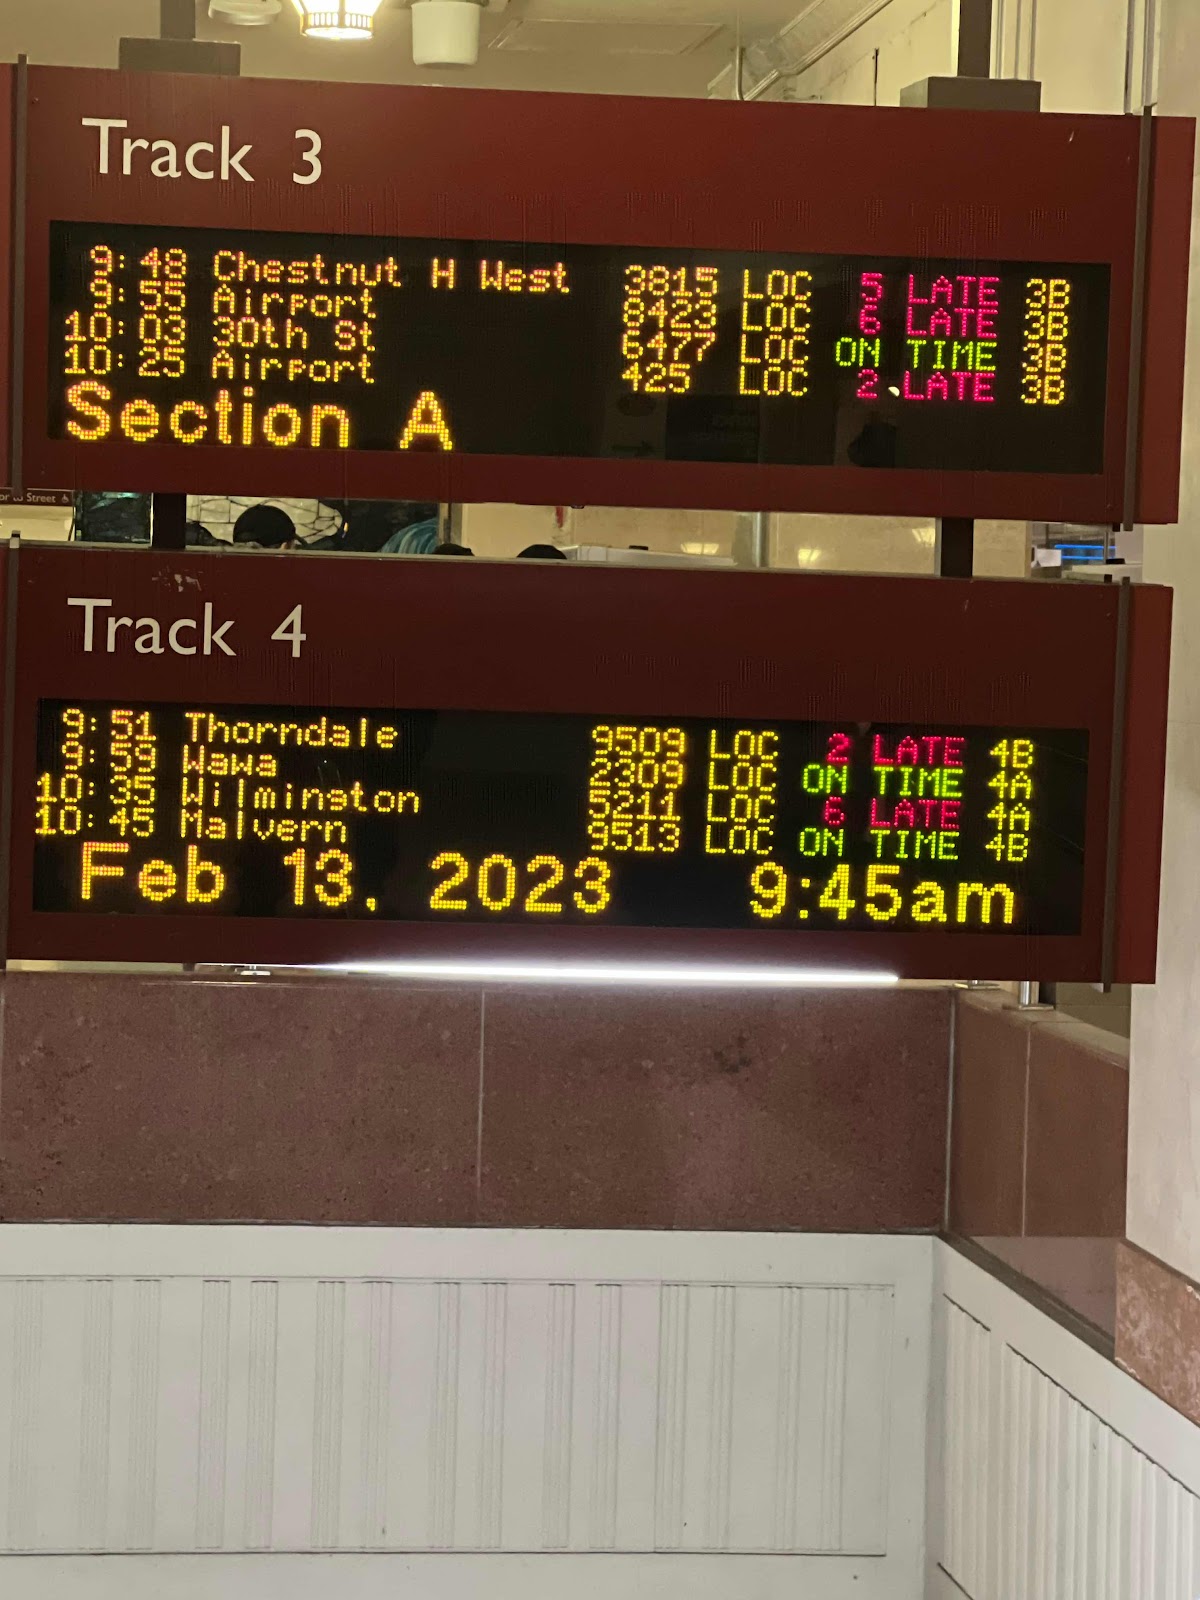 Track 3
9:48 Chestnut H West 3815 LOC 5 LATE 3B
9:55 Airport 8423 LOC 6 LATE 3B
10:03 30th St 6477 LOC ON TIME 3B
10:25 Airport 425 LOC 2 LATE 3B
Section A
to Street
Track 4
9:51 Thorndale 9509 LOC 2 LATE 4B
9:59 Wawa 2309 LOC ON TIME 4A
10:35 Wilmington 5211 LOC 6 LATE 4A
10:45 Malvern 9513 LOC ON TIME 4B
Feb 13, 2023 9:45am